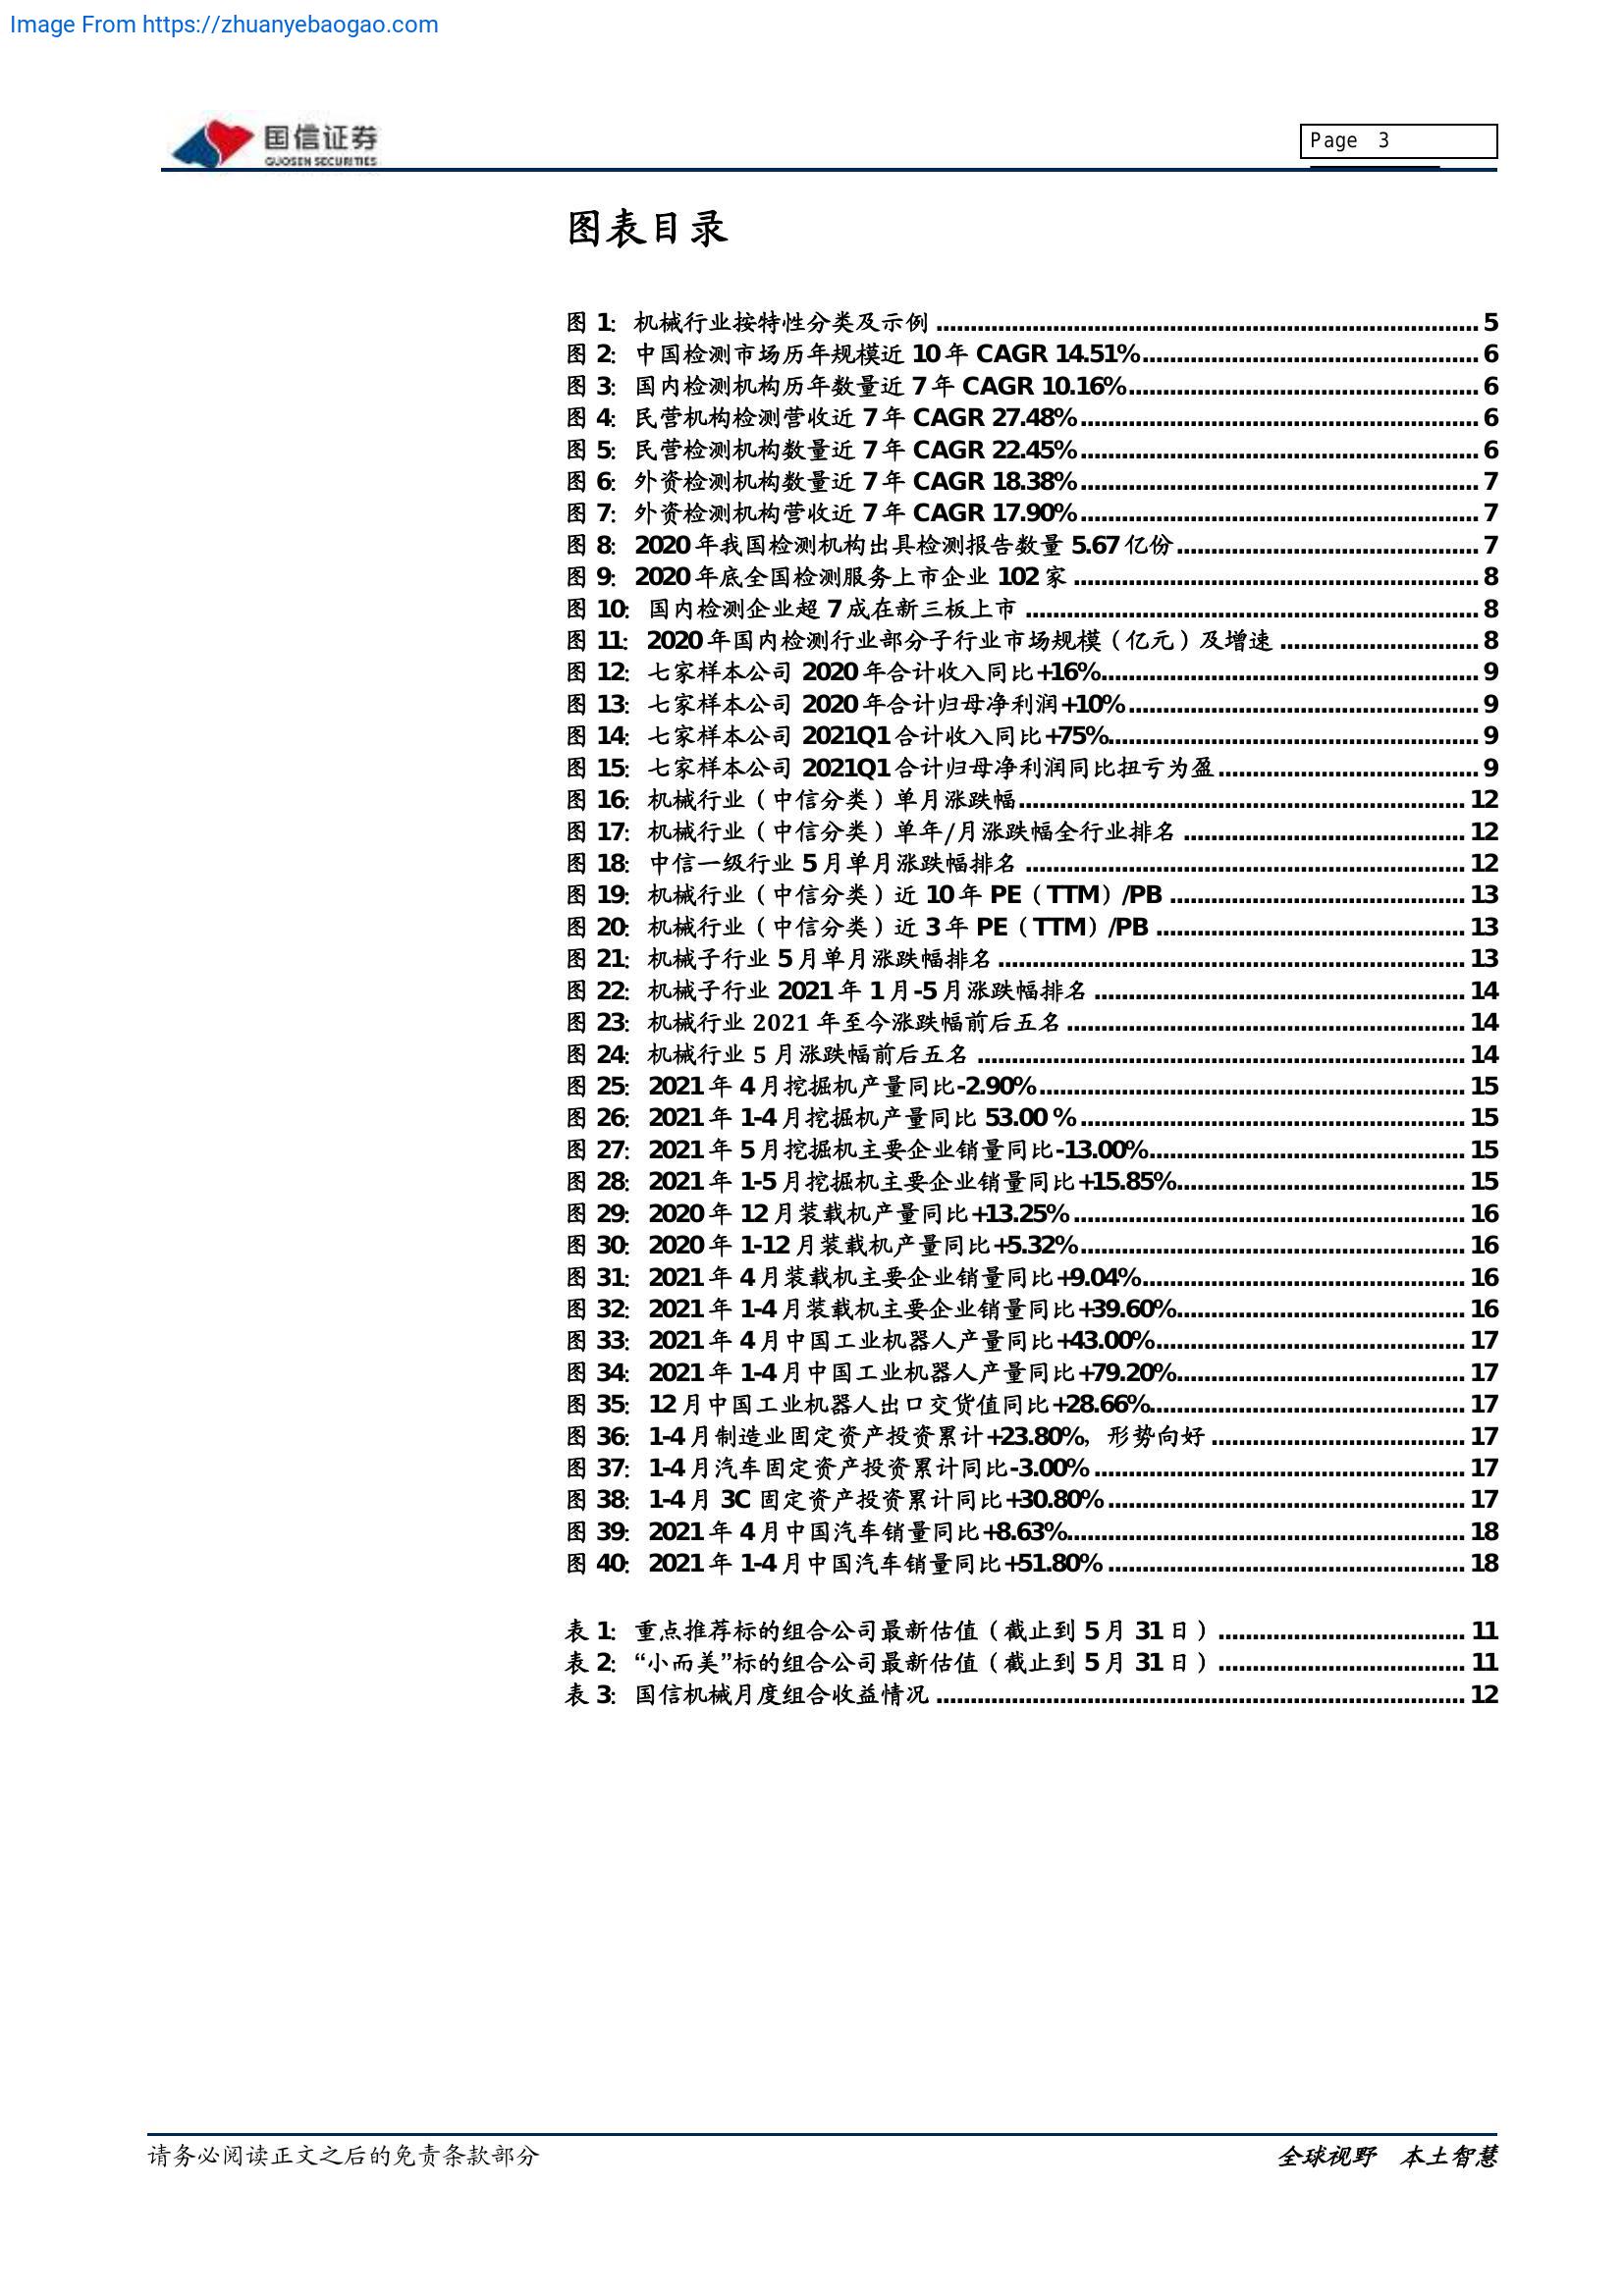 Image From https://zhuanyebaogao.com
国信证券
GUOSEN SECURITIES
Page 3
图表目录
图 1: 机械行业按特性分类及示例 ........ 5
图 2: 中国检测市场历年规模近 10 年 CAGR 14.51% ........ 6
图 3: 国内检测机构历年数量近 7 年 CAGR 10.16% ........ 6
图 4: 民营机构检测营收近 7 年 CAGR 27.48% ........ 6
图 5: 民营检测机构数量近 7 年 CAGR 22.45% ........ 6
图 6: 外资检测机构数量近 7 年 CAGR 18.38% ........ 7
图 7: 外资检测机构营收近 7 年 CAGR 17.90% ........ 7
图 8: 2020 年我国检测机构出具检测报告数量 5.67 亿份 ........ 7
图 9: 2020 年底全国检测服务上市企业 102 家 ........ 8
图 10: 国内检测企业超 7 成在新三板上市 ........ 8
图 11: 2020 年国内检测行业部分子行业市场规模（亿元）及增速 ........ 8
图 12: 七家样本公司 2020 年合计收入同比+16% ........ 9
图 13: 七家样本公司 2020 年合计归母净利润+10% ........ 9
图 14: 七家样本公司 2021Q1 合计收入同比+75% ........ 9
图 15: 七家样本公司 2021Q1 合计归母净利润同比扭亏为盈 ........ 9
图 16: 机械行业（中信分类）单月涨跌幅 ........ 12
图 17: 机械行业（中信分类）单年/月涨跌幅全行业排名 ........ 12
图 18: 中信一级行业 5 月单月涨跌幅排名 ........ 12
图 19: 机械行业（中信分类）近 10 年 PE（TTM）/PB ........ 13
图 20: 机械行业（中信分类）近 3 年 PE（TTM）/PB ........ 13
图 21: 机械子行业 5 月单月涨跌幅排名 ........ 13
图 22: 机械子行业 2021 年 1 月-5 月涨跌幅排名 ........ 14
图 23: 机械行业 2021 年至今涨跌幅前后五名 ........ 14
图 24: 机械行业 5 月涨跌幅前后五名 ........ 14
图 25: 2021 年 4 月挖掘机产量同比-2.90% ........ 15
图 26: 2021 年 1-4 月挖掘机产量同比 53.00 % ........ 15
图 27: 2021 年 5 月挖掘机主要企业销量同比-13.00% ........ 15
图 28: 2021 年 1-5 月挖掘机主要企业销量同比+15.85% ........ 15
图 29: 2020 年 12 月装载机产量同比+13.25% ........ 16
图 30: 2020 年 1-12 月装载机产量同比+5.32% ........ 16
图 31: 2021 年 4 月装载机主要企业销量同比+9.04% ........ 16
图 32: 2021 年 1-4 月装载机主要企业销量同比+39.60% ........ 16
图 33: 2021 年 4 月中国工业机器人产量同比+43.00% ........ 17
图 34: 2021 年 1-4 月中国工业机器人产量同比+79.20% ........ 17
图 35: 12 月中国工业机器人出口交货值同比+28.66% ........ 17
图 36: 1-4 月制造业固定资产投资累计+23.80%，形势向好 ........ 17
图 37: 1-4 月汽车固定资产投资累计同比-3.00% ........ 17
图 38: 1-4 月 3C 固定资产投资累计同比+30.80% ........ 17
图 39: 2021 年 4 月中国汽车销量同比+8.63% ........ 18
图 40: 2021 年 1-4 月中国汽车销量同比+51.80% ........ 18
表 1: 重点推荐标的组合公司最新估值（截止到 5 月 31 日） ........ 11
表 2: “小而美”标的组合公司最新估值（截止到 5 月 31 日） ........ 11
表 3: 国信机械月度组合收益情况 ........ 12
请务必阅读正文之后的免责条款部分
全球视野 本土智慧